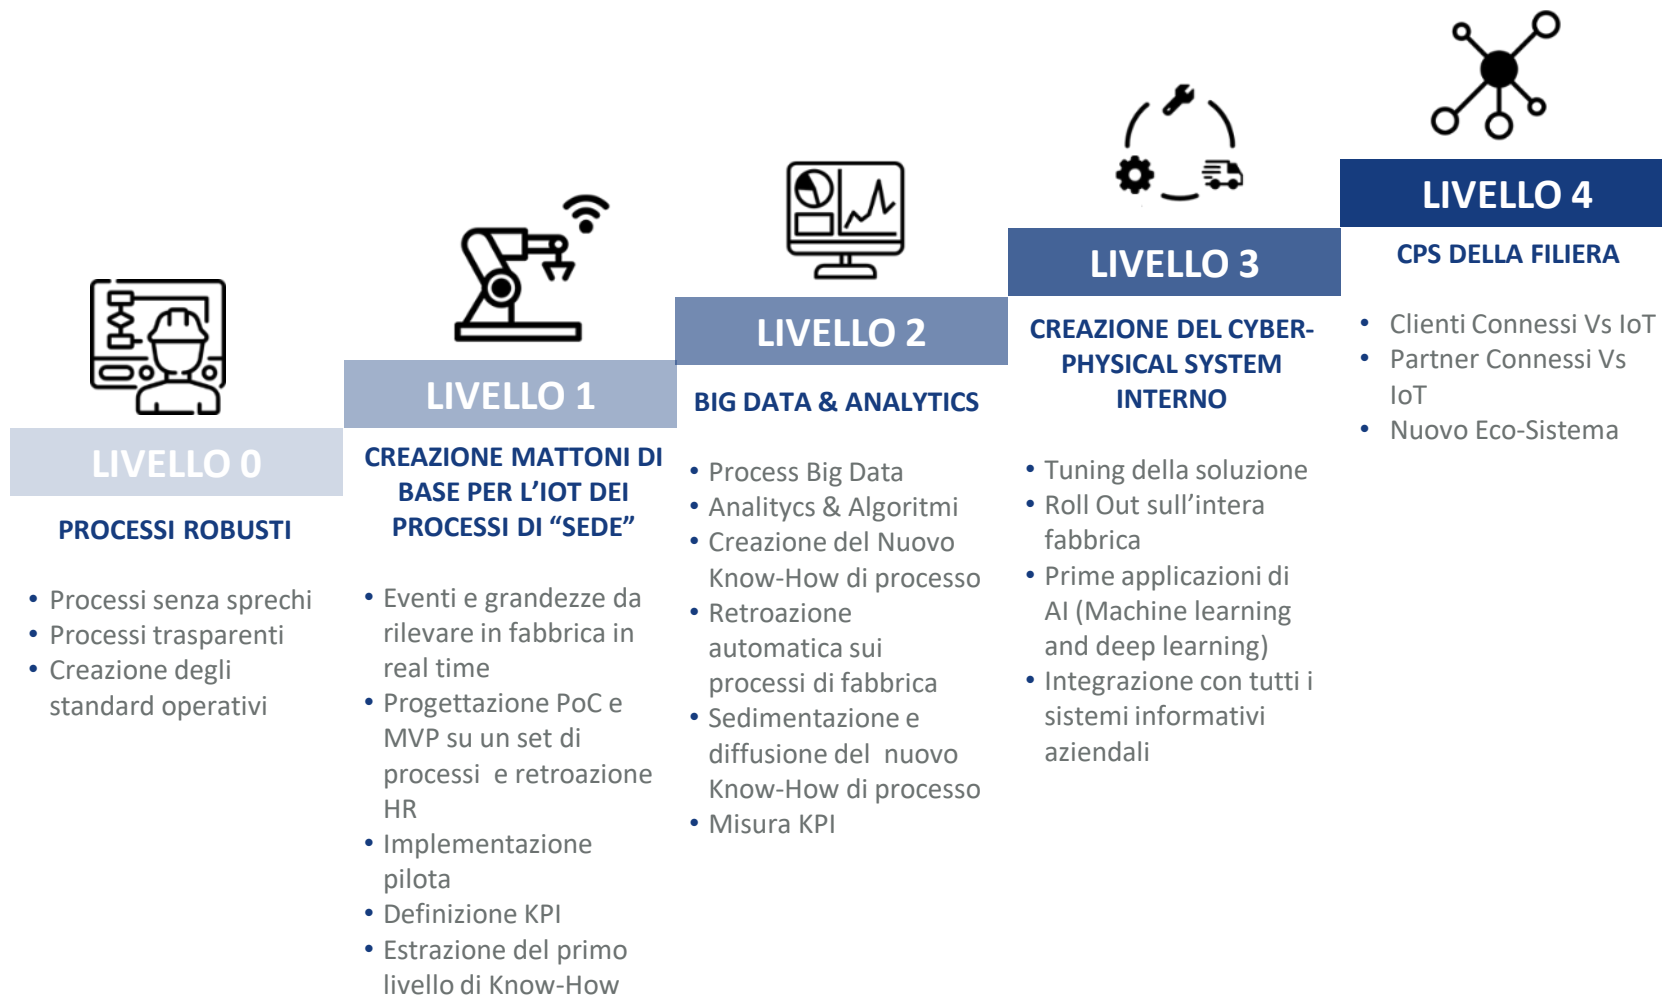 LIVELLO 0
PROCESSI ROBUSTI
• Processi senza sprechi
• Processi trasparenti
• Creazione degli
standard operativi
LIVELLO 1
CREAZIONE MATTONI DI
BASE PER L’IOT DEI
PROCESSI DI “SEDE”
• Eventi e grandezze da
rilevare in fabbrica in
real time
• Progettazione PoC e
MVP su un set di
processi e retroazione
HR
• Implementazione
pilota
• Definizione KPI
• Estrazione del primo
livello di Know-How
LIVELLO 2
BIG DATA & ANALYTICS
• Process Big Data
• Analitycs & Algoritmi
• Creazione del Nuovo
Know-How di processo
• Retroazione
automatica sui
processi di fabbrica
• Sedimentazione e
diffusione del nuovo
Know-How di processo
• Misura KPI
LIVELLO 3
CREAZIONE DEL CYBER-
PHYSICAL SYSTEM
INTERNO
• Tuning della soluzione
• Roll Out sull’intera
fabbrica
• Prime applicazioni di
AI (Machine learning
and deep learning)
• Integrazione con tutti i
sistemi informativi
aziendali
LIVELLO 4
CPS DELLA FILIERA
• Clienti Connessi Vs IoT
• Partner Connessi Vs
IoT
• Nuovo Eco-Sistema